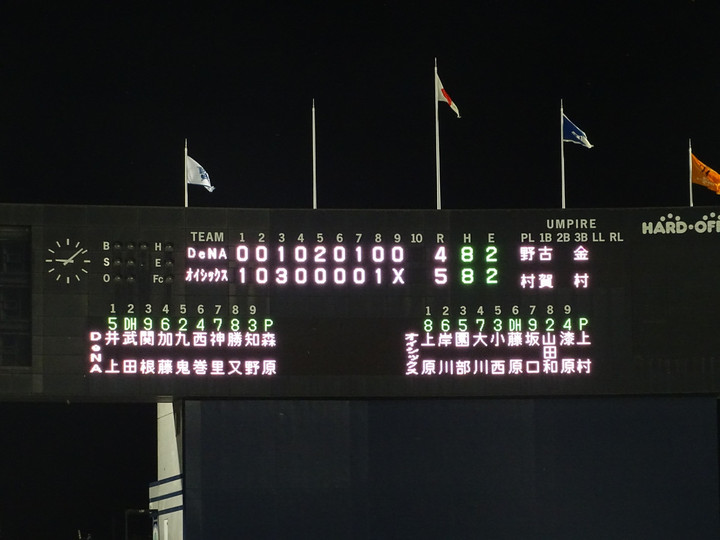 UMPIRE
HARD·OFF
B H TEAM 1 2 3 4 5 6 7 8 9 10 R H E PL 1B 2B 3B LL RL
S E DeNA 0 0 1 0 2 0 1 0 0 4 8 2 野 古 金
O Fc オイシックス 1 0 3 0 0 0 0 1 X 5 8 2 村 賀 村
1 2 3 4 5 6 7 8 9 1 2 3 4 5 6 7 8 9
5 DH 9 6 2 4 7 8 3 P 8 6 5 7 3 DH 9 2 4 P
DeNA 井上 武田 関根 加藤 九鬼 西巻 神里 勝又 知野 森原
オイシックス 上原 岸川 園部 大川 小西 藤原 坂口 山田和 漆原 上村